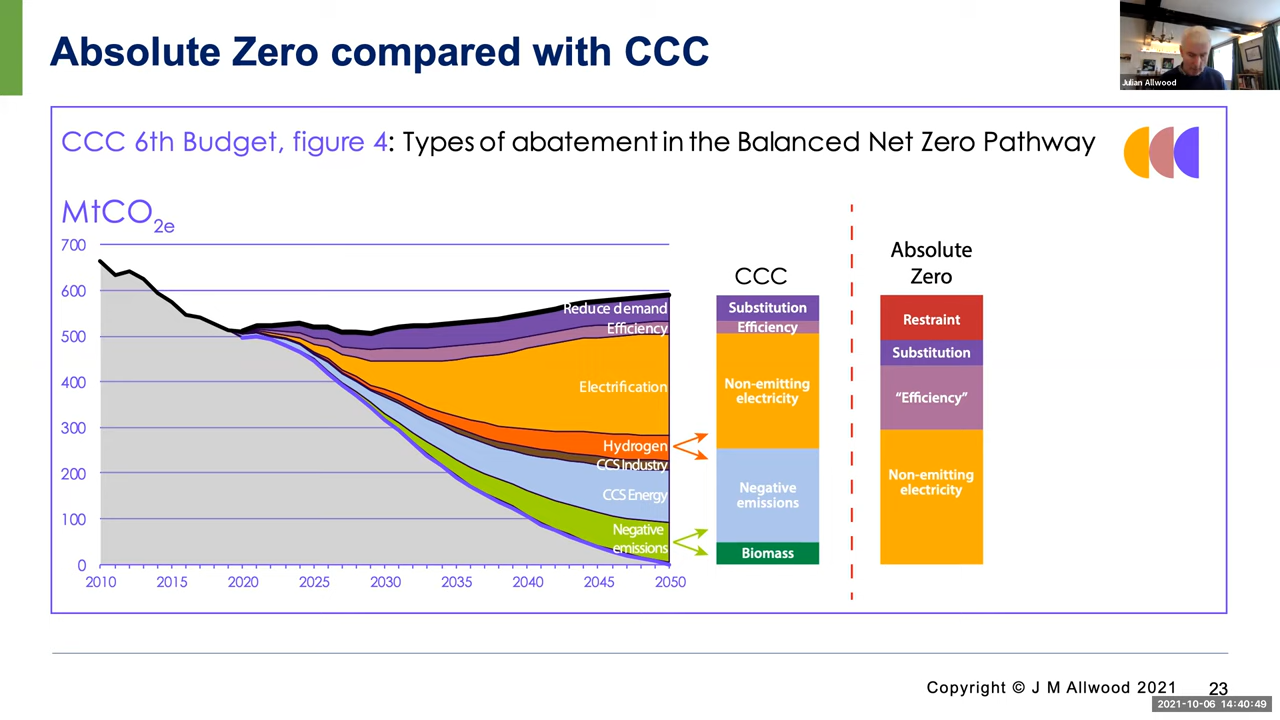 Absolute Zero compared with CCC
Julian Allwood
CCC 6th Budget, figure 4: Types of abatement in the Balanced Net Zero Pathway
MtCO2e
700
600
500
400
300
200
100
0
2010
2015
2020
2025
2030
2035
2040
2045
2050
Reduce demand
Efficiency
Electrification
Hydrogen
CCS Industry
CCS Energy
Negative
emissions
CCC
Substitution
Efficiency
Non-emitting
electricity
Negative
emissions
Biomass
Absolute
Zero
Restraint
Substitution
“Efficiency”
Non-emitting
electricity
Copyright © J M Allwood 2021
23
2021-10-06 14:40:49